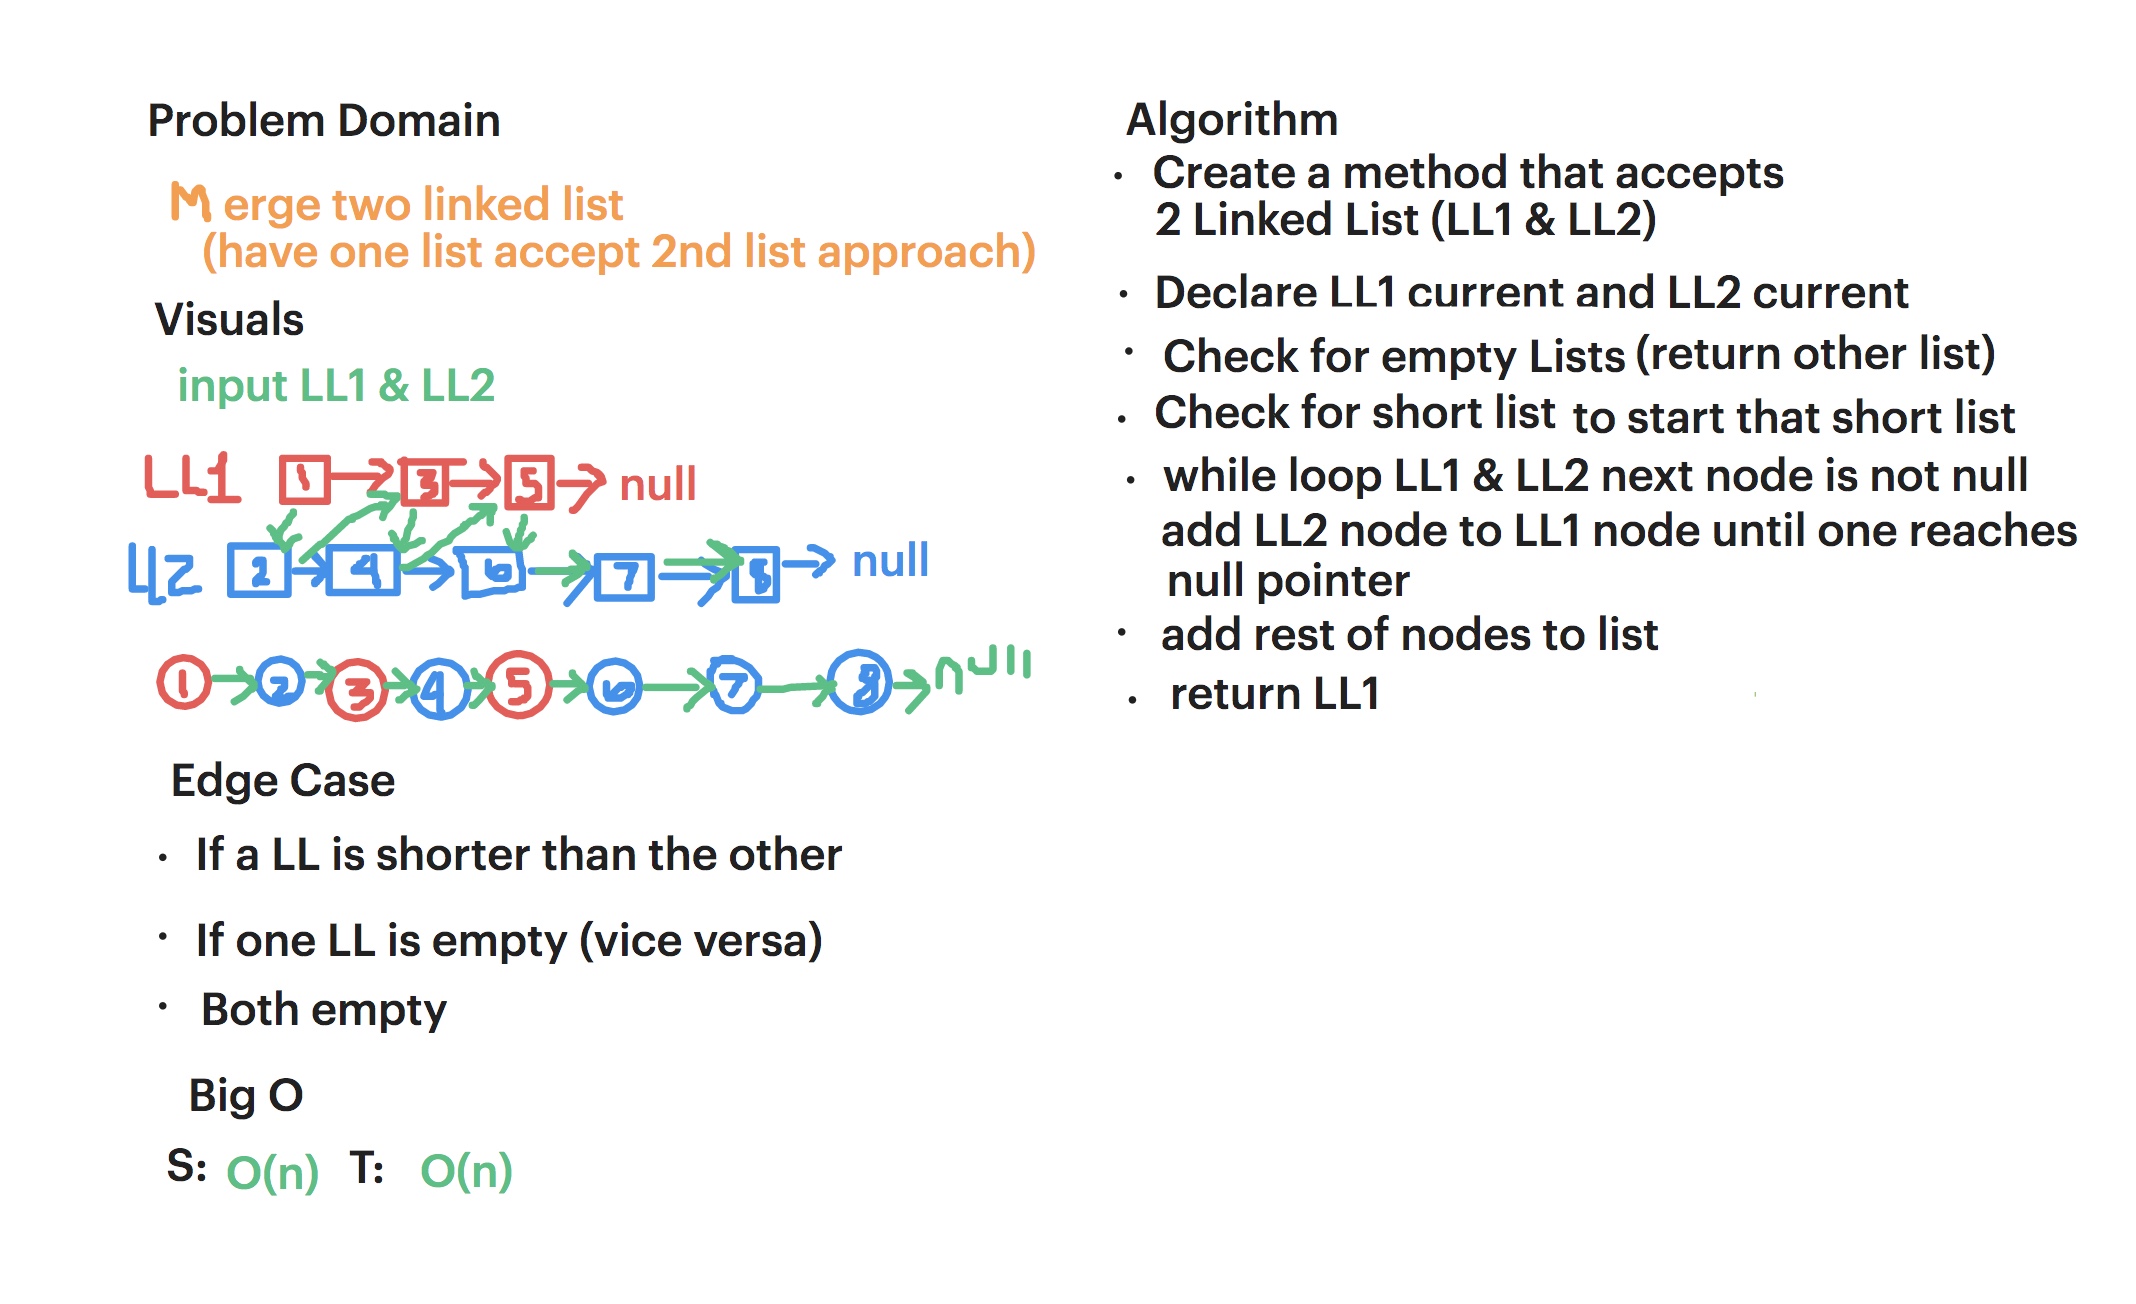 Problem Domain
Merge two linked list
(have one list accept 2nd list approach)
Visuals
input LL1 & LL2
LL1 1 3 5 null
LL2 2 4 6 7 8 null
1 2 3 4 5 6 7 8 null
Edge Case
· If a LL is shorter than the other
· If one LL is empty (vice versa)
· Both empty
Big O
S: O(n) T: O(n)
Algorithm
· Create a method that accepts
2 Linked List (LL1 & LL2)
· Declare LL1 current and LL2 current
· Check for empty Lists (return other list)
· Check for short list to start that short list
· while loop LL1 & LL2 next node is not null
add LL2 node to LL1 node until one reaches
null pointer
· add rest of nodes to list
· return LL1